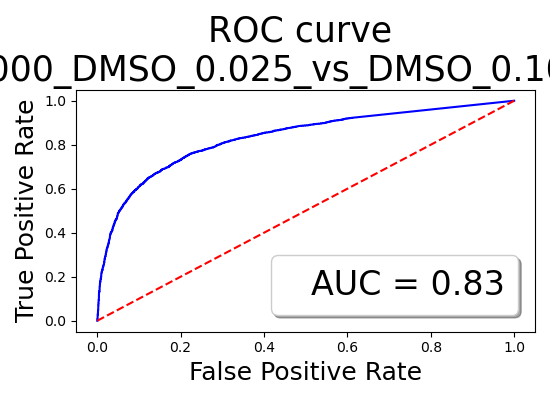 ROC curve
000_DMSO_0.025_vs_DMSO_0.10
True Positive Rate
1.0
0.8
0.6
0.4
0.2
0.0
AUC = 0.83
0.0 0.2 0.4 0.6 0.8 1.0
False Positive Rate